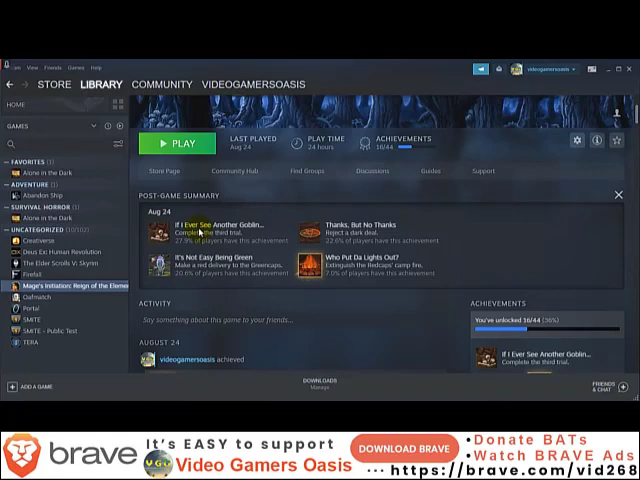 View Friends Games Help
videogamersoasis
STORE LIBRARY COMMUNITY VIDEOGAMERSOASIS
HOME
GAMES
FAVORITES (1)
Alone in the Dark
ADVENTURE
Abandon Ship
SURVIVAL HORROR (1)
Alone in the Dark
UNCATEGORIZED (10/10)
Creativerse
Deus Ex: Human Revolution
The Elder Scrolls V: Skyrim
Firefall
Mage's Initiation: Reign of the Eleme
Oafmatch
Portal
SMITE
SMITE - Public Test
TERA
ADD A GAME
PLAY
LAST PLAYED
Aug 24
PLAY TIME
24 hours
ACHIEVEMENTS
16/44
Store Page Community Hub Find Groups Discussions Guides Support
POST-GAME SUMMARY
Aug 24
If I Ever See Another Goblin...
Complete the third trial.
27.9% of players have this achievement
Thanks, But No Thanks
Reject a dark deal.
22.6% of players have this achievement
It's Not Easy Being Green
Make a red delivery to the Greencaps.
20.6% of players have this achievement
Who Put Da Lights Out?
Extinguish the Redcaps' camp fire.
7.0% of players have this achievement
ACTIVITY
Say something about this game to your friends...
AUGUST 24
videogamersoasis achieved
ACHIEVEMENTS
You've unlocked 16/44 (36%)
If I Ever See Another Goblin...
Complete the third trial.
DOWNLOADS
Manage
FRIENDS
& CHAT
brave
It's EASY to support
VGO
Video Gamers Oasis
DOWNLOAD BRAVE
•Donate BATs
•Watch BRAVE Ads
··· https://brave.com/vid268